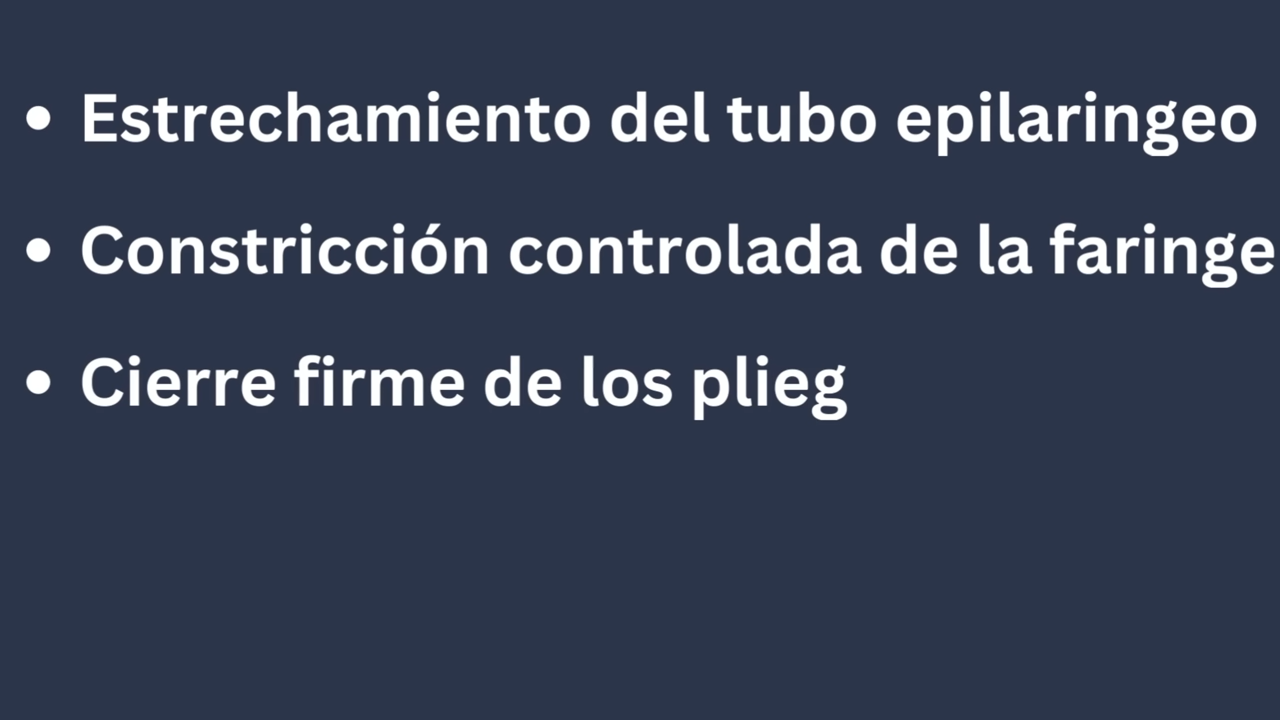 • Estrechamiento del tubo epilaringeo
• Constricción controlada de la faringe
• Cierre firme de los plieg